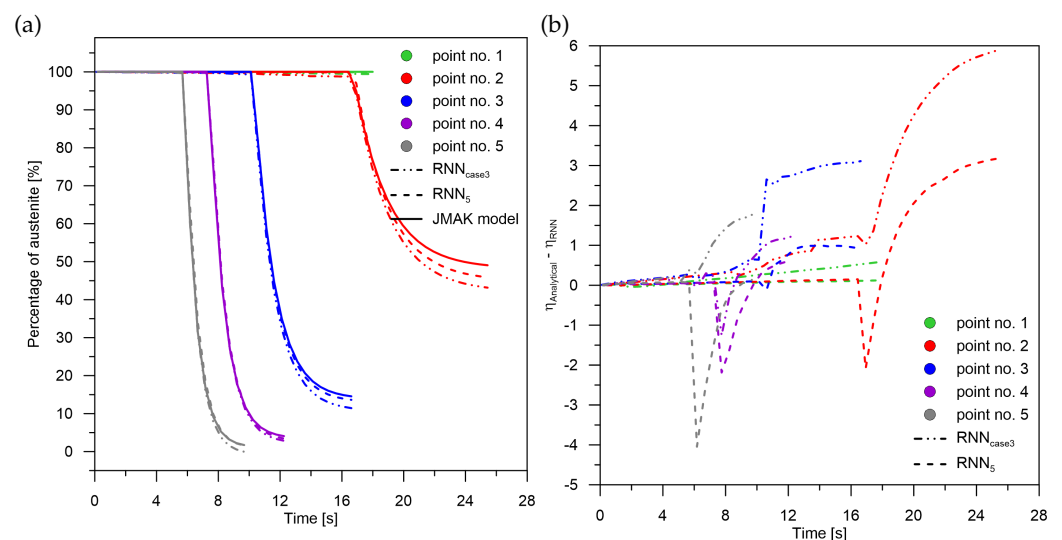 (a)
Percentage of austenite [%]
100
90
80
70
60
50
40
30
20
10
0
0 4 8 12 16 20 24 28
Time [s]
point no. 1
point no. 2
point no. 3
point no. 4
point no. 5
RNNcase3
RNN5
JMAK model
(b)
ηAnalytical - ηRNN
6
5
4
3
2
1
0
-1
-2
-3
-4
-5
0 4 8 12 16 20 24 28
Time [s]
point no. 1
point no. 2
point no. 3
point no. 4
point no. 5
RNNcase3
RNN5